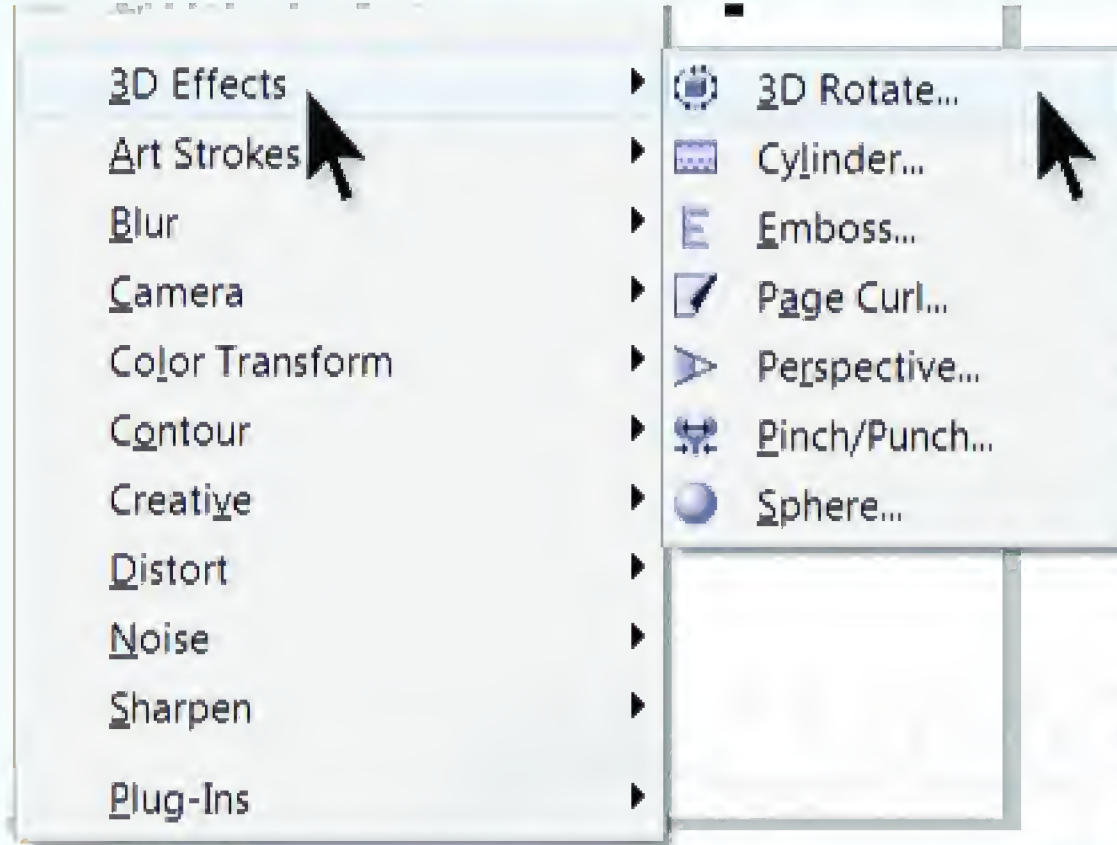 3D Effects
Art Strokes
Blur
Camera
Color Transform
Contour
Creative
Distort
Noise
Sharpen
Plug-Ins
3D Rotate...
Cylinder...
Emboss...
Page Curl...
Perspective...
Pinch/Punch...
Sphere...